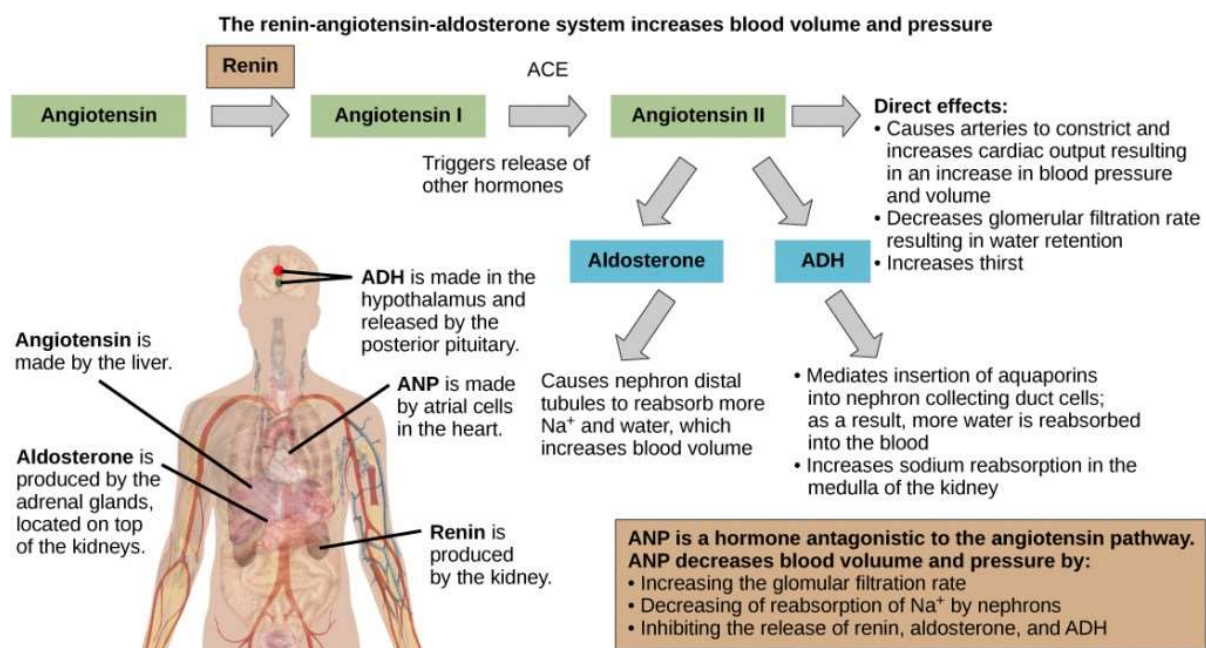 The renin-angiotensin-aldosterone system increases blood volume and pressure
Renin
ACE
Angiotensin
Angiotensin I
Angiotensin II
Direct effects:
• Causes arteries to constrict and
increases cardiac output resulting
in an increase in blood pressure
and volume
• Decreases glomerular filtration rate
resulting in water retention
• Increases thirst
Triggers release of
other hormones
Aldosterone
ADH
ADH is made in the
hypothalamus and
released by the
posterior pituitary.
Angiotensin is
made by the liver.
ANP is made
by atrial cells
in the heart.
Aldosterone is
produced by the
adrenal glands,
located on top
of the kidneys.
Renin is
produced
by the kidney.
Causes nephron distal
tubules to reabsorb more
Na⁺ and water, which
increases blood volume
• Mediates insertion of aquaporins
into nephron collecting duct cells;
as a result, more water is reabsorbed
into the blood
• Increases sodium reabsorption in the
medulla of the kidney
ANP is a hormone antagonistic to the angiotensin pathway.
ANP decreases blood voluume and pressure by:
• Increasing the glomular filtration rate
• Decreasing of reabsorption of Na⁺ by nephrons
• Inhibiting the release of renin, aldosterone, and ADH